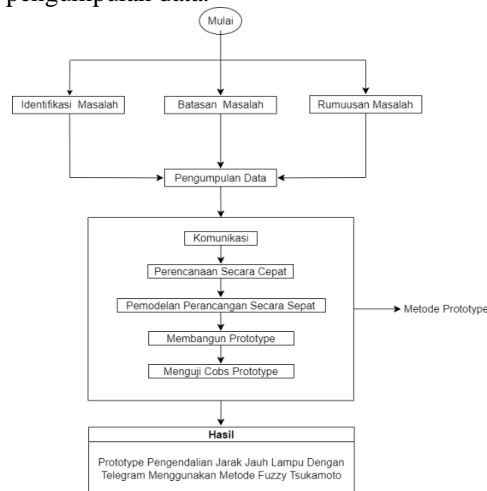 pengumpulan data.
Mulai
Identifikasi Masalah
Batasan Masalah
Rumuusan Masalah
Pengumpulan Data
Komunikasi
Perencanaan Secara Cepat
Pemodelan Perancangan Secara Sepat
Metode Prototype
Membangun Prototype
Menguji Cobs Prototype
Hasil
Prototype Pengendalian Jarak Jauh Lampu Dengan
Telegram Menggunakan Metode Fuzzy Tsukamoto